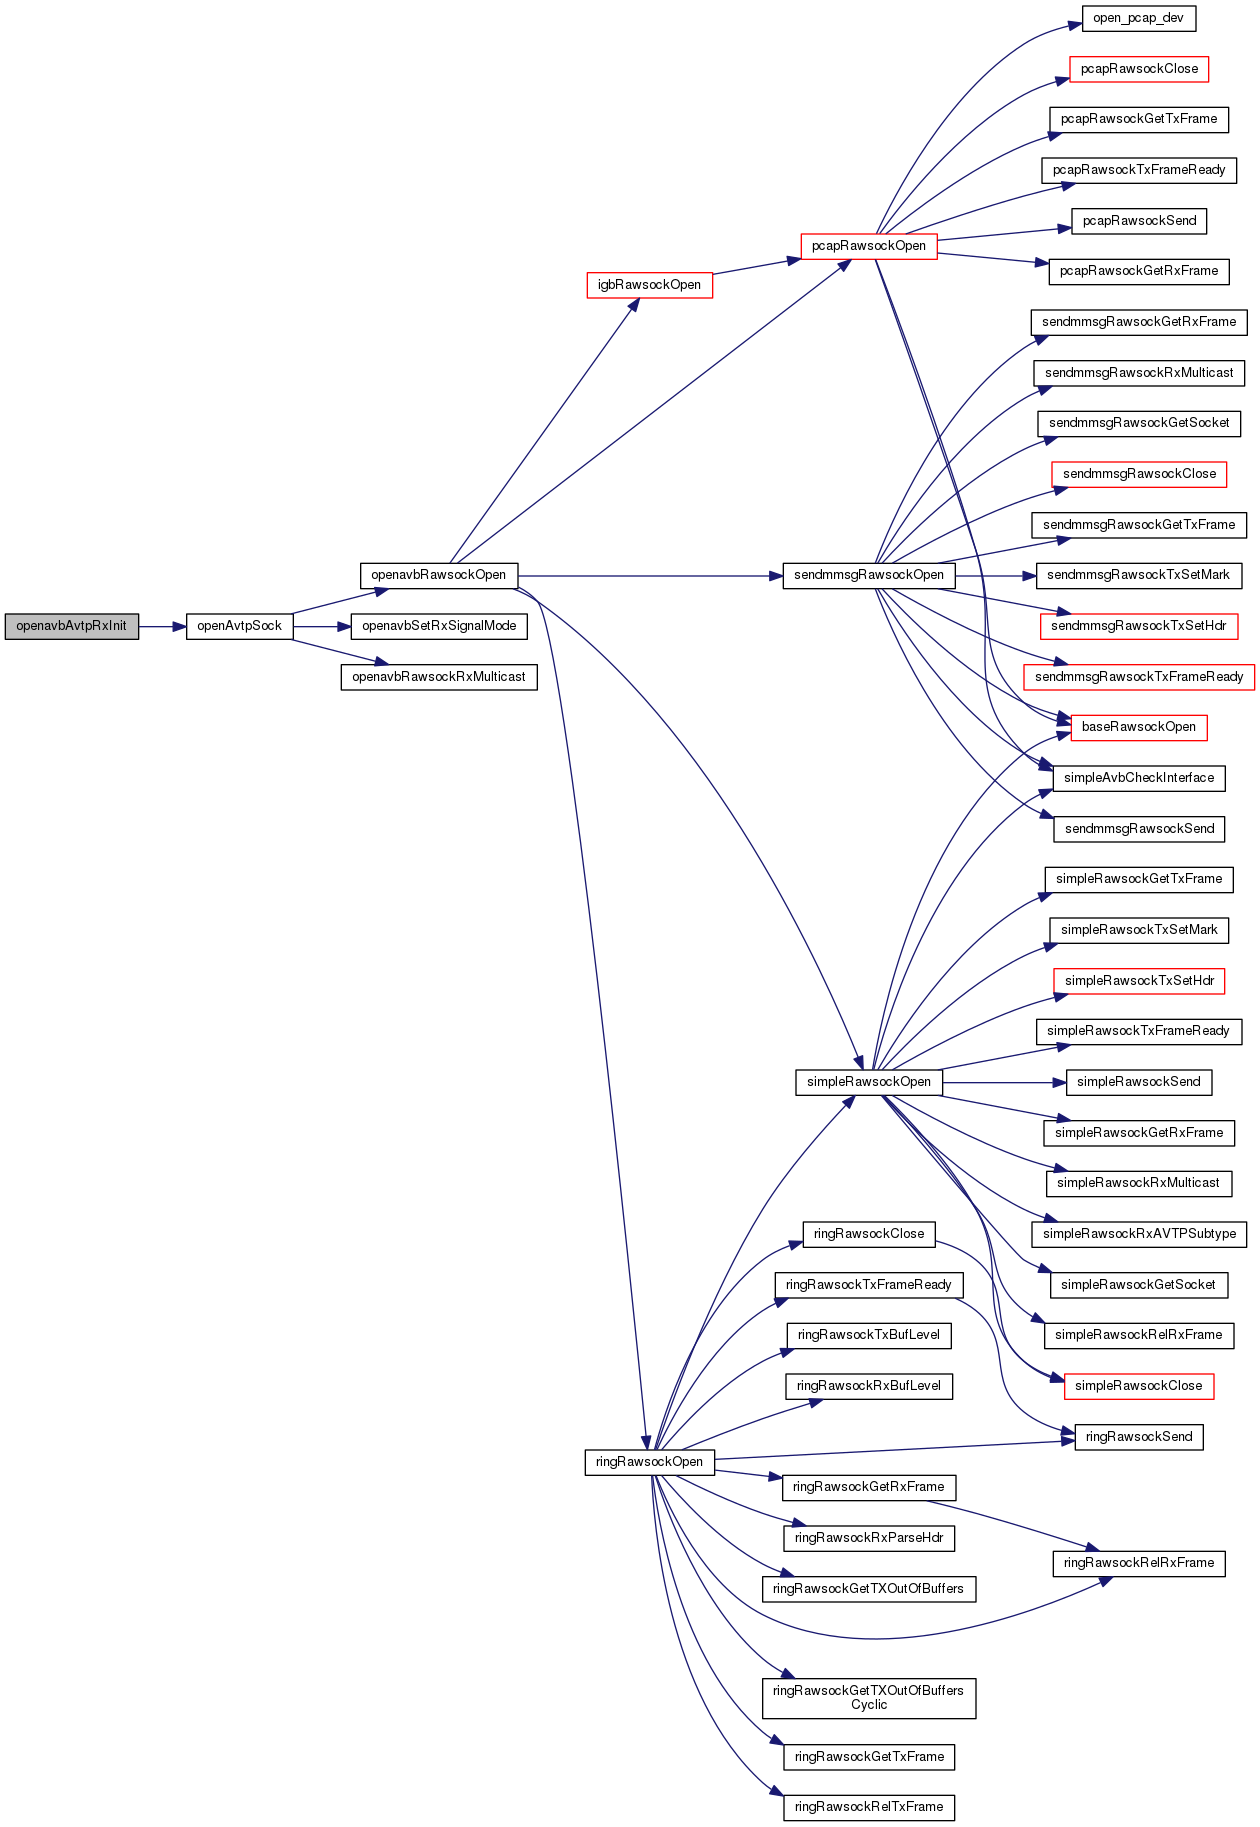 open_pcap_dev
pcapRawsockClose
pcapRawsockGetTxFrame
pcapRawsockTxFrameReady
pcapRawsockSend
pcapRawsockOpen
pcapRawsockGetRxFrame
igbRawsockOpen
sendmmsgRawsockGetRxFrame
sendmmsgRawsockRxMulticast
sendmmsgRawsockGetSocket
sendmmsgRawsockClose
sendmmsgRawsockGetTxFrame
openavbRawsockOpen
sendmmsgRawsockOpen
sendmmsgRawsockTxSetMark
openavbAvtpRxInit
openAvtpSock
openavbSetRxSignalMode
sendmmsgRawsockTxSetHdr
openavbRawsockRxMulticast
sendmmsgRawsockTxFrameReady
baseRawsockOpen
simpleAvbCheckInterface
sendmmsgRawsockSend
simpleRawsockGetTxFrame
simpleRawsockTxSetMark
simpleRawsockTxSetHdr
simpleRawsockTxFrameReady
simpleRawsockOpen
simpleRawsockSend
simpleRawsockGetRxFrame
simpleRawsockRxMulticast
ringRawsockClose
simpleRawsockRxAVTPSubtype
ringRawsockTxFrameReady
simpleRawsockGetSocket
ringRawsockTxBufLevel
simpleRawsockRelRxFrame
ringRawsockRxBufLevel
simpleRawsockClose
ringRawsockSend
ringRawsockOpen
ringRawsockGetRxFrame
ringRawsockRxParseHdr
ringRawsockRelRxFrame
ringRawsockGetTXOutOfBuffers
ringRawsockGetTXOutOfBuffers
Cyclic
ringRawsockGetTxFrame
ringRawsockRelTxFrame